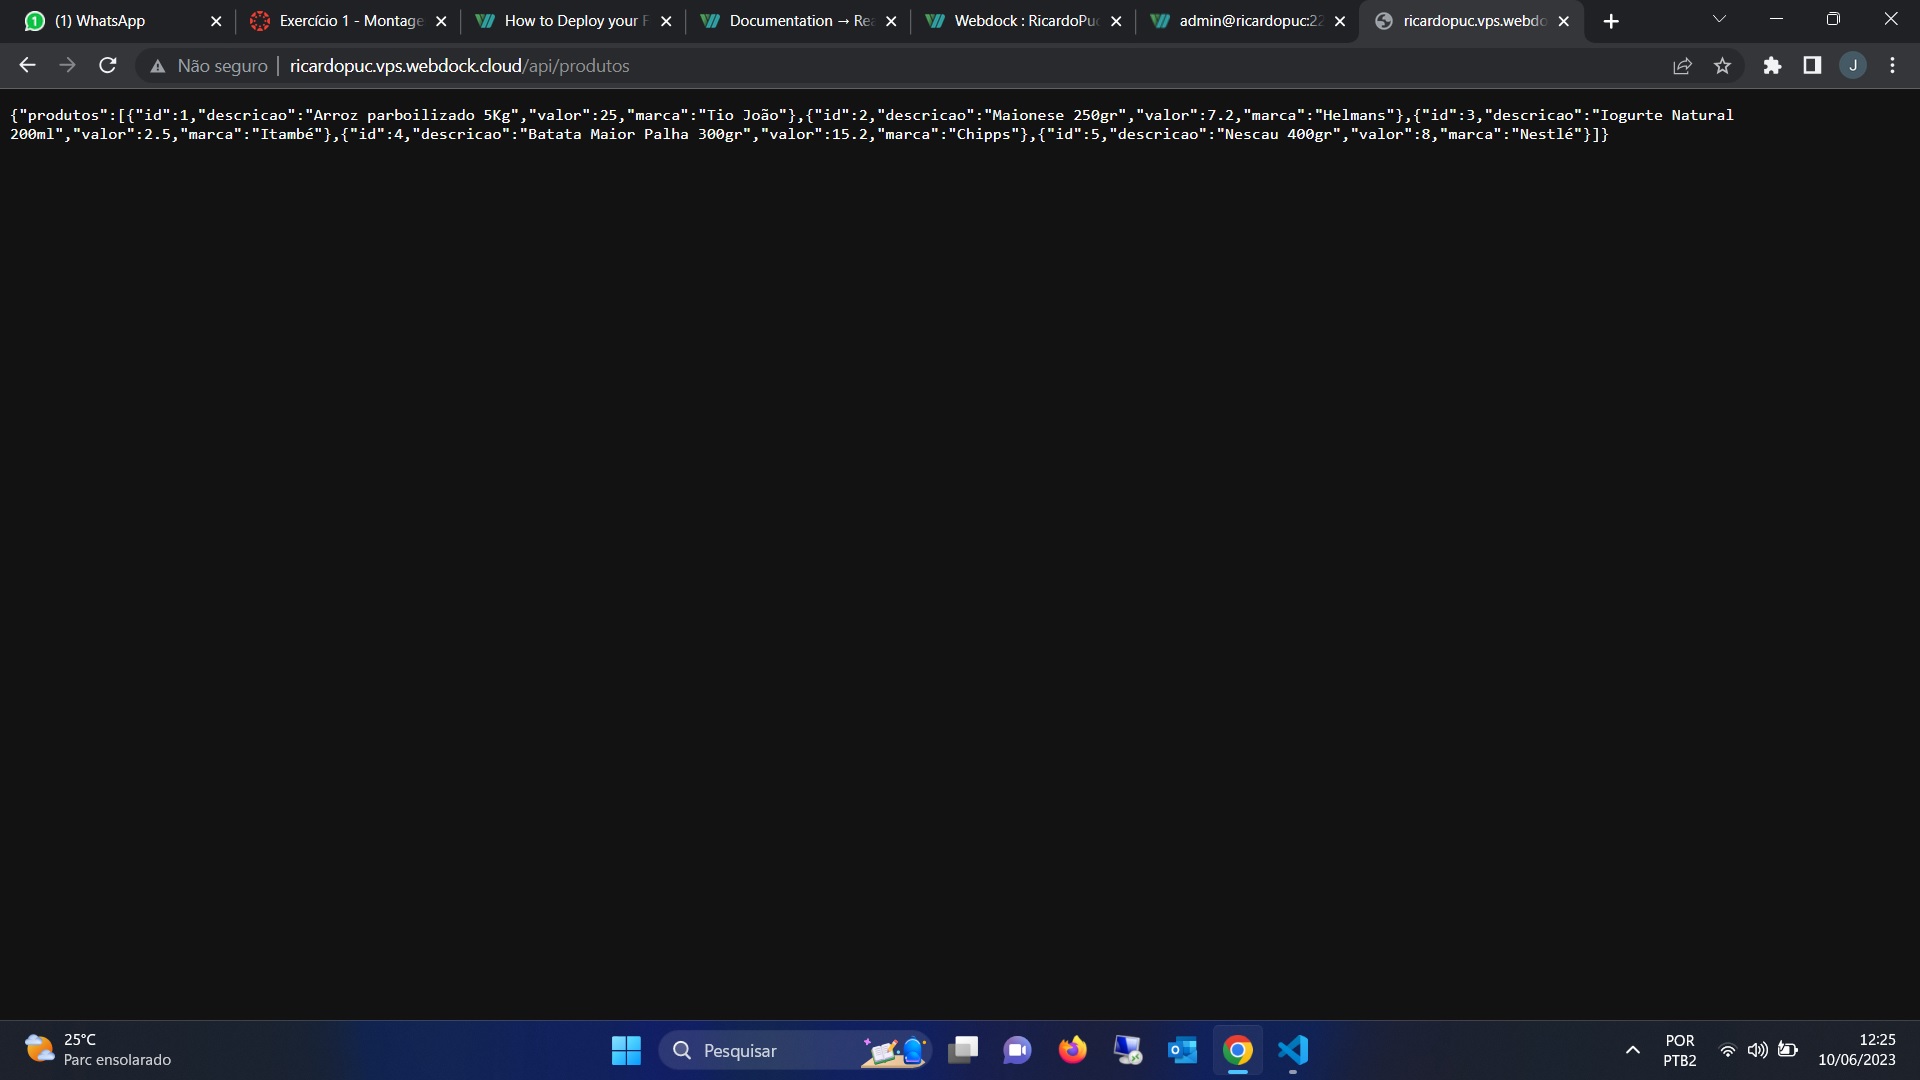 (1) WhatsApp
Exercício 1 - Montage
How to Deploy your F
Documentation → Rea
Webdock : RicardoPuc
admin@ricardopuc:22
ricardopuc.vps.webdo
Não seguro
ricardopuc.vps.webdock.cloud/api/produtos
J
{"produtos":[{"id":1,"descricao":"Arroz parboilizado 5Kg","valor":25,"marca":"Tio João"},{"id":2,"descricao":"Maionese 250gr","valor":7.2,"marca":"Helmans"},{"id":3,"descricao":"Iogurte Natural
200ml","valor":2.5,"marca":"Itambé"},{"id":4,"descricao":"Batata Maior Palha 300gr","valor":15.2,"marca":"Chipps"},{"id":5,"descricao":"Nescau 400gr","valor":8,"marca":"Nestlé"}]}
25°C
Parc ensolarado
Pesquisar
POR
PTB2
12:25
10/06/2023